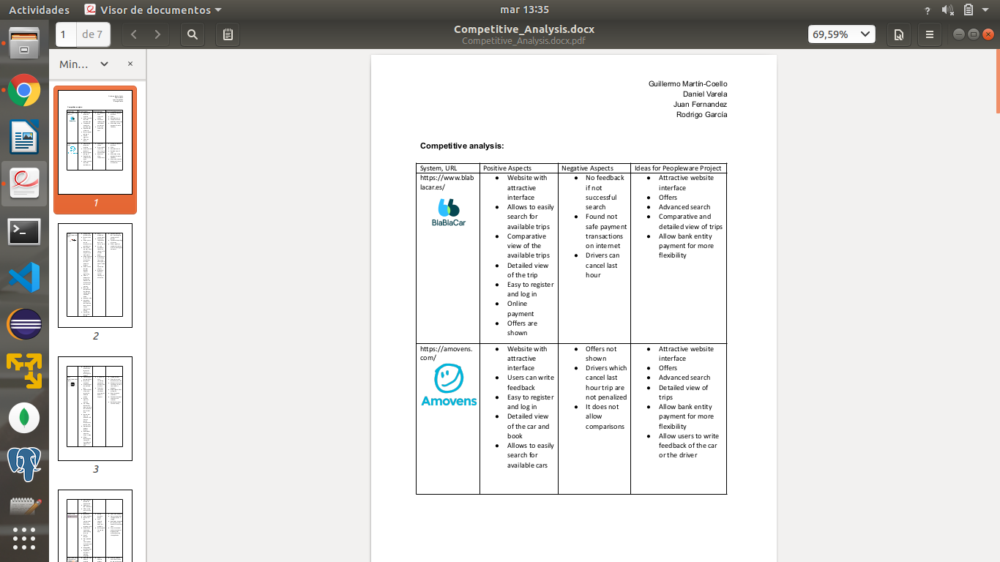 Actividades
Visor de documentos
mar 13:35
?
1
de 7
Competitive_Analysis.docx
Competitive_Analysis.docx.pdf
69,59%
Min...
×
1
2
3
Guillermo Martín-Coello
Daniel Varela
Juan Fernandez
Rodrigo García
Competitive analysis:
System, URL
Positive Aspects
Negative Aspects
Ideas for Peopleware Project
https://www.blab
lacar.es/
BlaBlaCar
● Website with
attractive
interface
● Allows to easily
search for
available trips
● Comparative
view of the
available trips
● Detailed view
of the trip
● Easy to register
and log in
● Online
payment
● Offers are
shown
● No feedback
if not
successful
search
● Found not
safe payment
transactions
on internet
● Drivers can
cancel last
hour
● Attractive website
interface
● Offers
● Advanced search
● Comparative and
detailed view of trips
● Allow bank entity
payment for more
flexibility
https://amovens.
com/
Amovens
● Website with
attractive
interface
● Users can write
feedback
● Easy to register
and log in
● Detailed view
of the car and
book
● Allows to easily
search for
available cars
● Offers not
shown
● Drivers which
cancel last
hour trip are
not penalized
● It does not
allow
comparisons
● Attractive website
interface
● Offers
● Advanced search
● Detailed view of
trips
● Allow bank entity
payment for more
flexibility
● Allow users to write
feedback of the car
or the driver